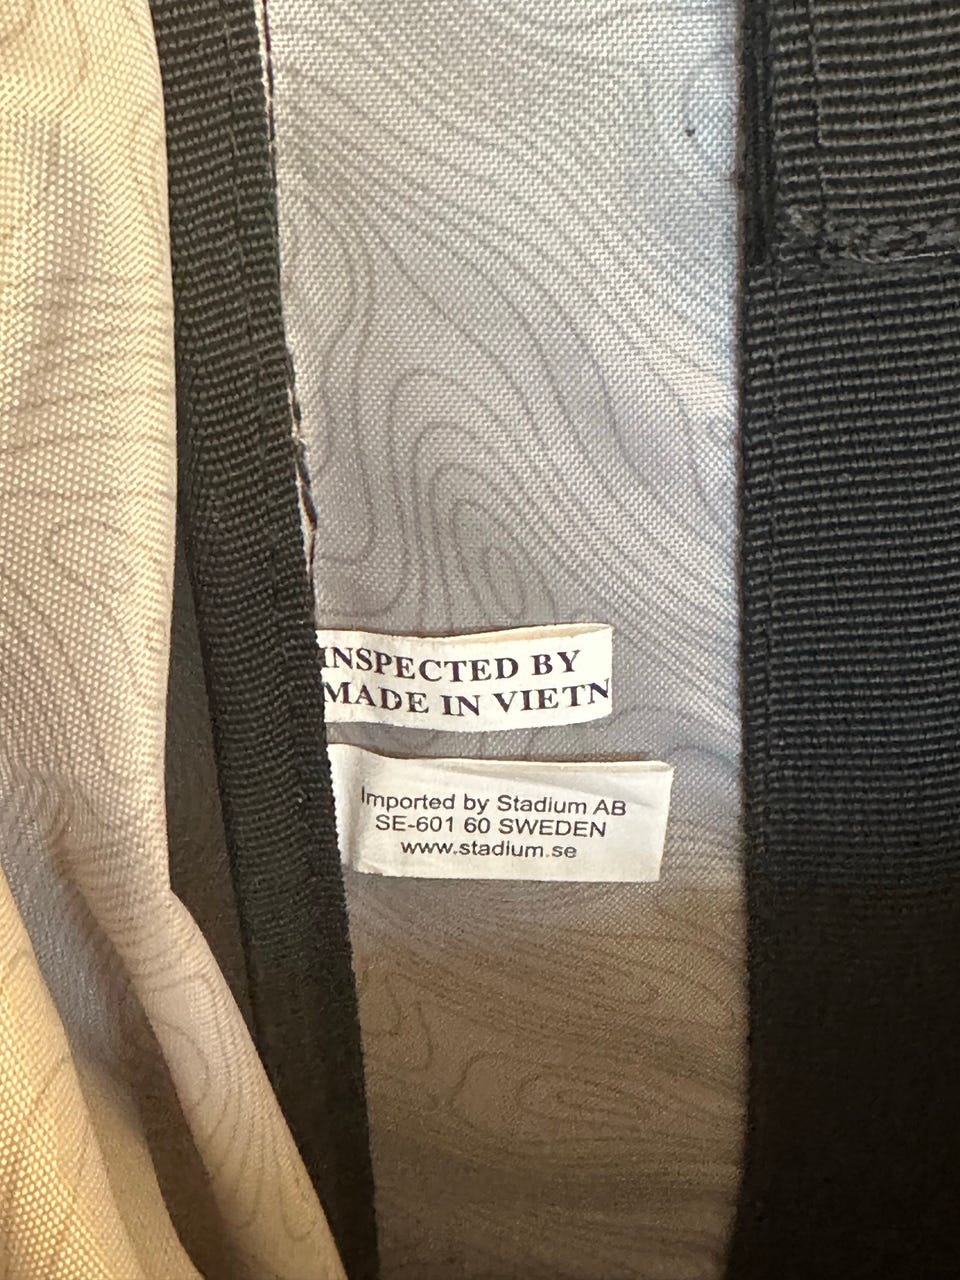 INSPECTED BY
MADE IN VIETN
Imported by Stadium AB
SE-601 60 SWEDEN
www.stadium.se